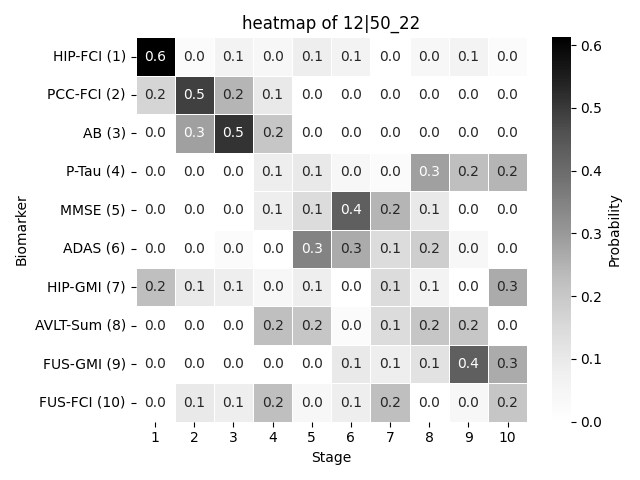 heatmap of 12|50_22
HIP-FCI (1) 0.6 0.0 0.1 0.0 0.1 0.1 0.0 0.0 0.1 0.0
PCC-FCI (2) 0.2 0.5 0.2 0.1 0.0 0.0 0.0 0.0 0.0 0.0
AB (3) 0.0 0.3 0.5 0.2 0.0 0.0 0.0 0.0 0.0 0.0
P-Tau (4) 0.0 0.0 0.0 0.1 0.1 0.0 0.0 0.3 0.2 0.2
MMSE (5) 0.0 0.0 0.0 0.1 0.1 0.4 0.2 0.1 0.0 0.0
ADAS (6) 0.0 0.0 0.0 0.0 0.3 0.3 0.1 0.2 0.0 0.0
HIP-GMI (7) 0.2 0.1 0.1 0.0 0.1 0.0 0.1 0.1 0.0 0.3
AVLT-Sum (8) 0.0 0.0 0.0 0.2 0.2 0.0 0.1 0.2 0.2 0.0
FUS-GMI (9) 0.0 0.0 0.0 0.0 0.0 0.1 0.1 0.1 0.4 0.3
FUS-FCI (10) 0.0 0.1 0.1 0.2 0.0 0.1 0.2 0.0 0.0 0.2
1 2 3 4 5 6 7 8 9 10
Stage
Biomarker
0.6
0.5
0.4
0.3
0.2
0.1
0.0
Probability